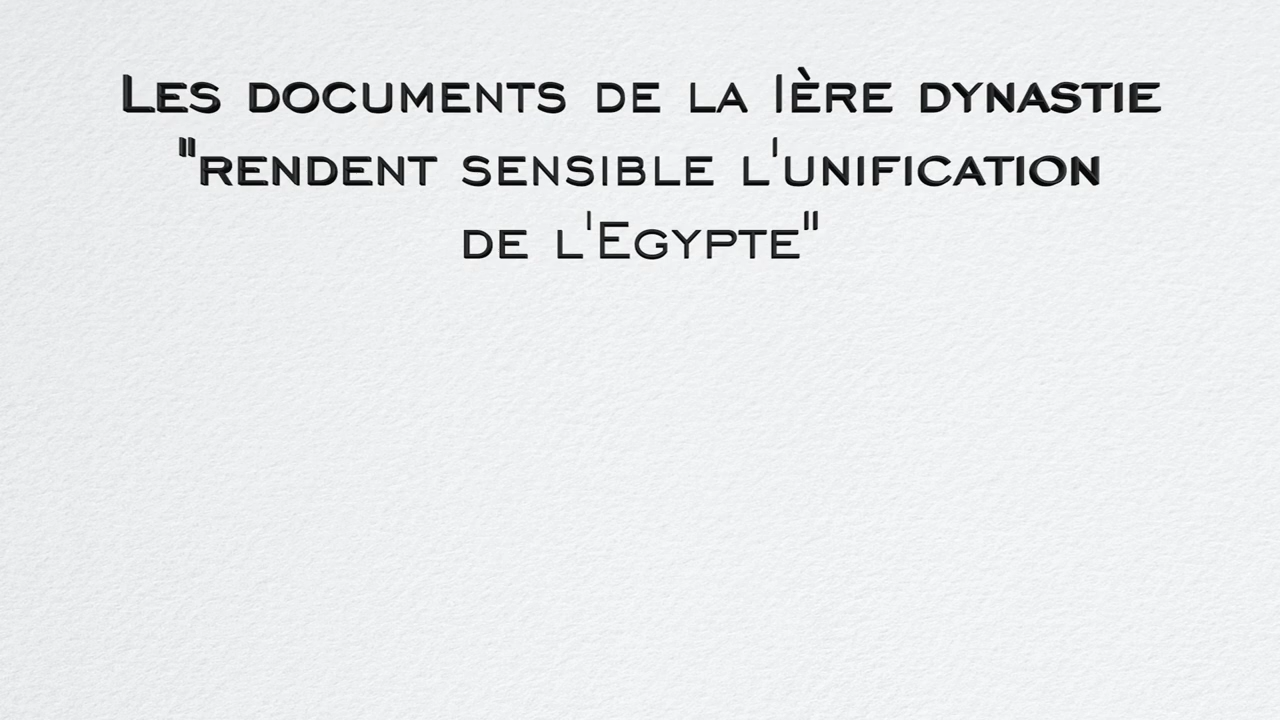 Les documents de la Ière dynastie
"rendent sensible l'unification
de l'Egypte"